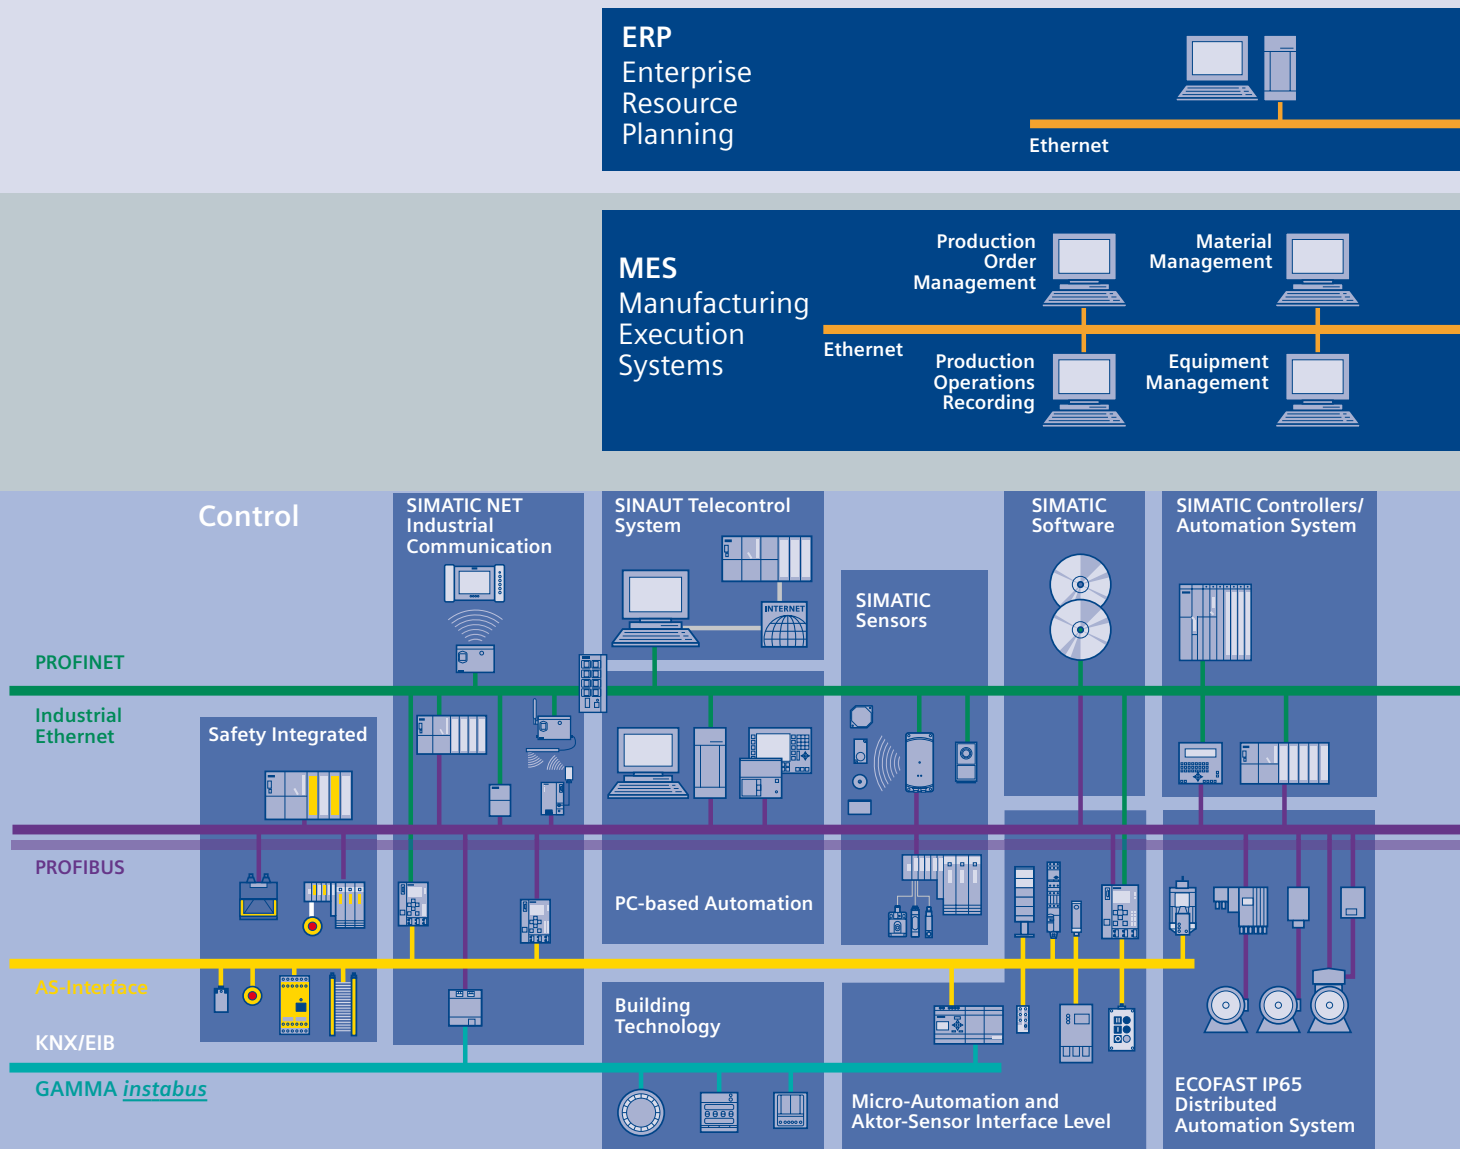 ERP
Enterprise
Resource
Planning
Ethernet
MES
Manufacturing
Execution
Systems
Production
Order
Management
Material
Management
Ethernet
Production
Operations
Recording
Equipment
Management
Control
SIMATIC NET
Industrial
Communication
SINAUT Telecontrol
System
INTERNET
SIMATIC
Sensors
SIMATIC
Software
SIMATIC Controllers/
Automation System
PROFINET
Industrial
Ethernet
Safety Integrated
PROFIBUS
PC-based Automation
AS-Interface
Building
Technology
KNX/EIB
GAMMA instabus
Micro-Automation and
Aktor-Sensor Interface Level
ECOFAST IP65
Distributed
Automation System